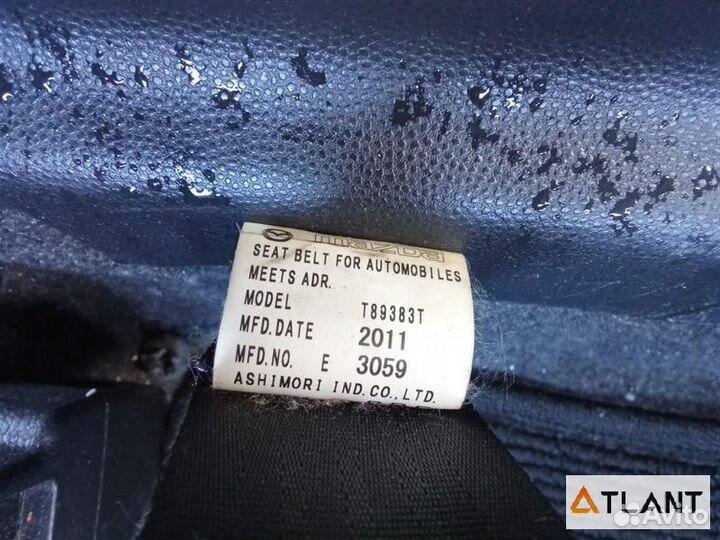 mazda
SEAT BELT FOR AUTOMOBILES
MEETS ADR.
MODEL T89383T
MFD.DATE 2011
MFD.NO. E 3059
ASHIMORI IND.CO.,LTD.
ATLANT
Avito